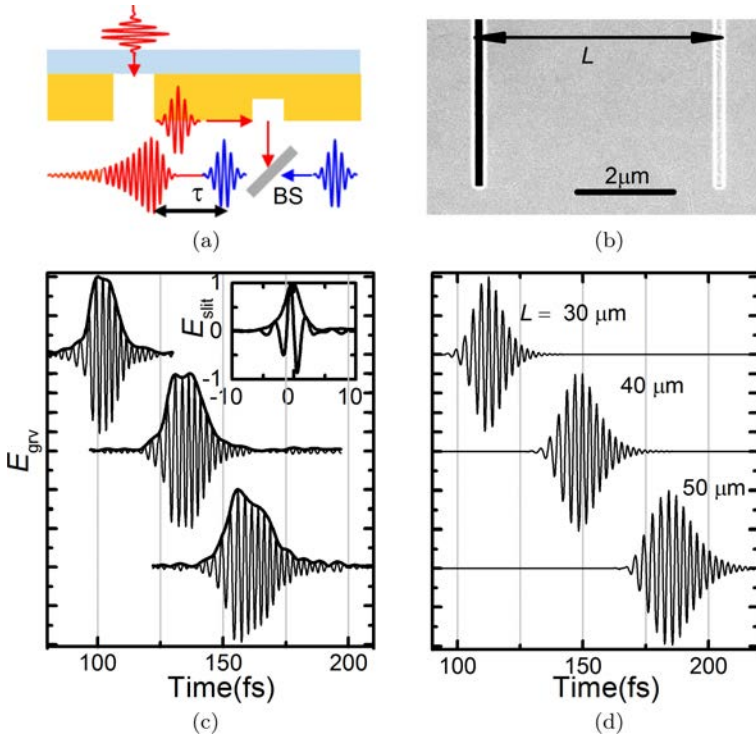 τ
BS
(a)
L
2μm
(b)
E_grv
E_slit
1
0
-1
-10 0 10
100 150 200
Time(fs)
(c)
L = 30 μm
40 μm
50 μm
100 150 200
Time(fs)
(d)